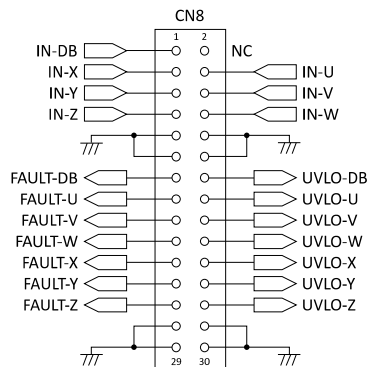 CN8
1 2
IN-DB NC
IN-X IN-U
IN-Y IN-V
IN-Z IN-W
FAULT-DB UVLO-DB
FAULT-U UVLO-U
FAULT-V UVLO-V
FAULT-W UVLO-W
FAULT-X UVLO-X
FAULT-Y UVLO-Y
FAULT-Z UVLO-Z
29 30